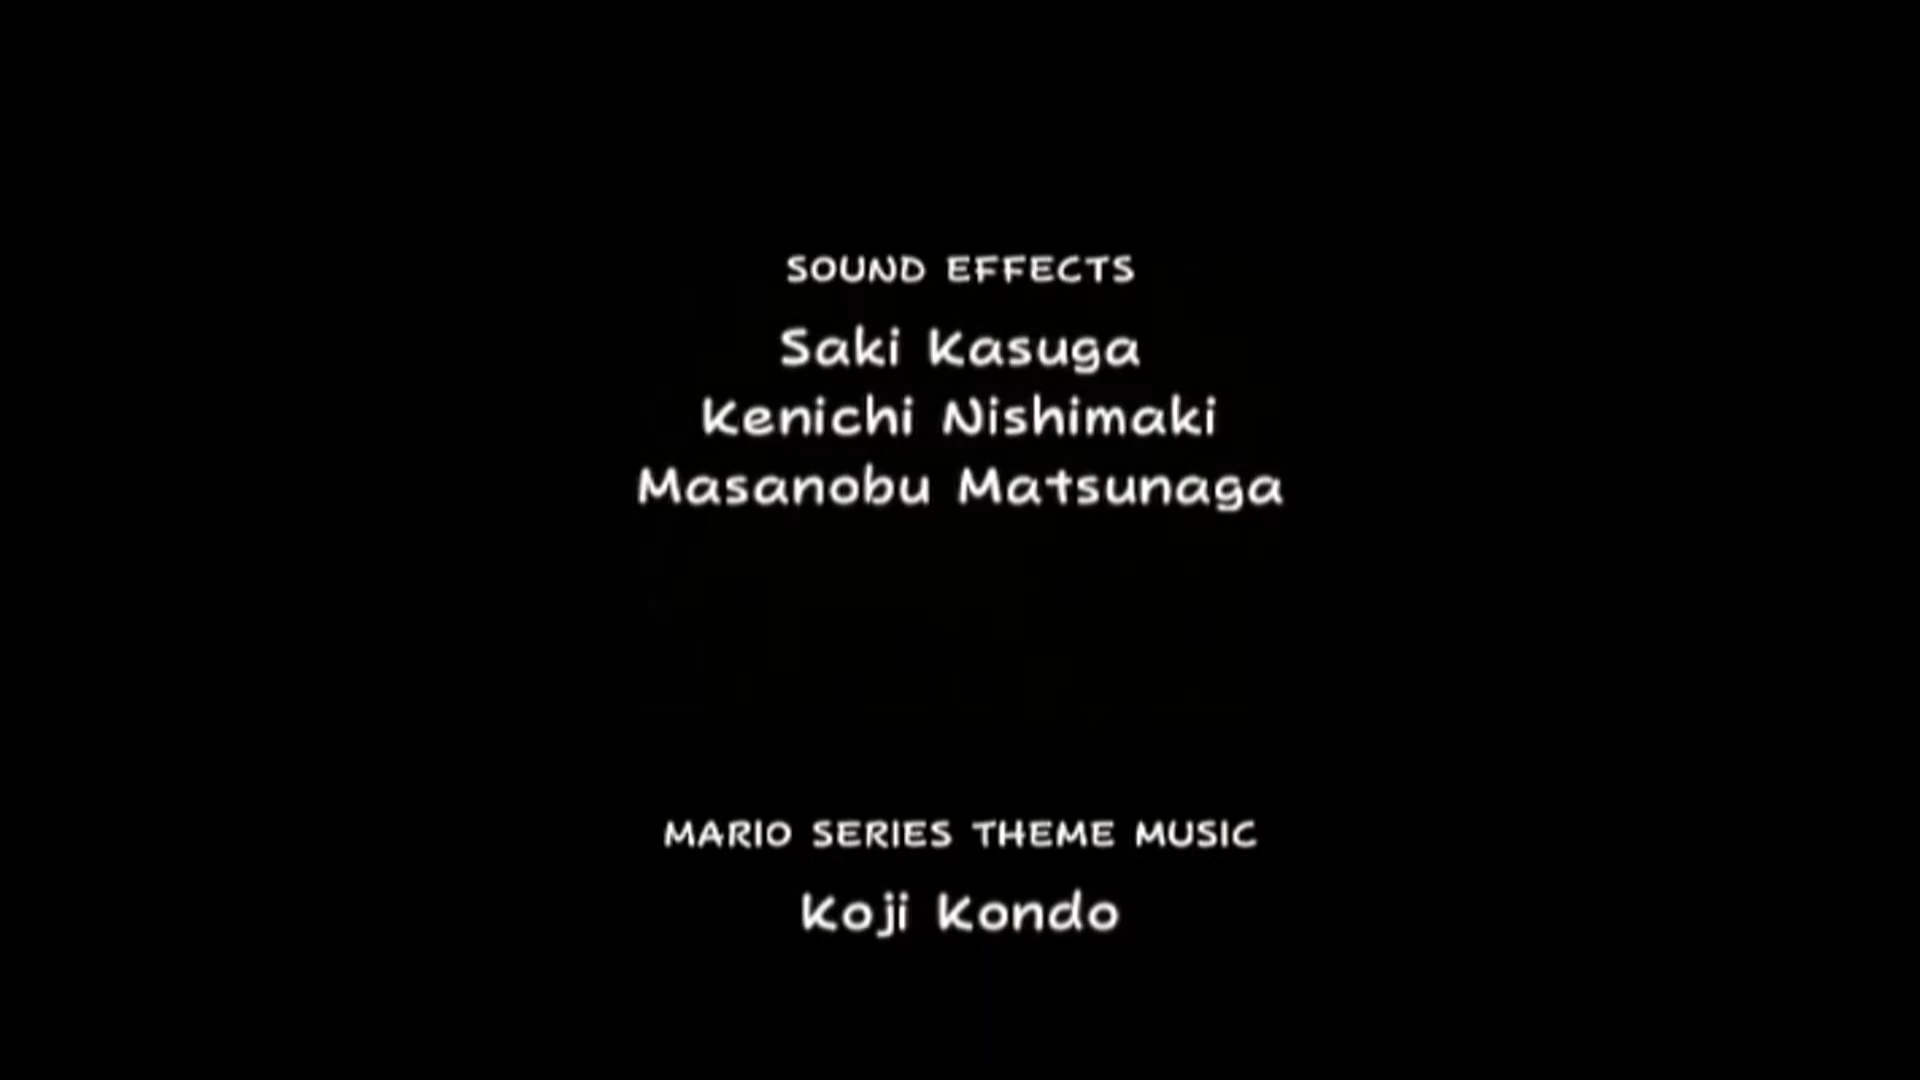 SOUND EFFECTS
Saki Kasuga
Kenichi Nishimaki
Masanobu Matsunaga
MARIO SERIES THEME MUSIC
Koji Kondo